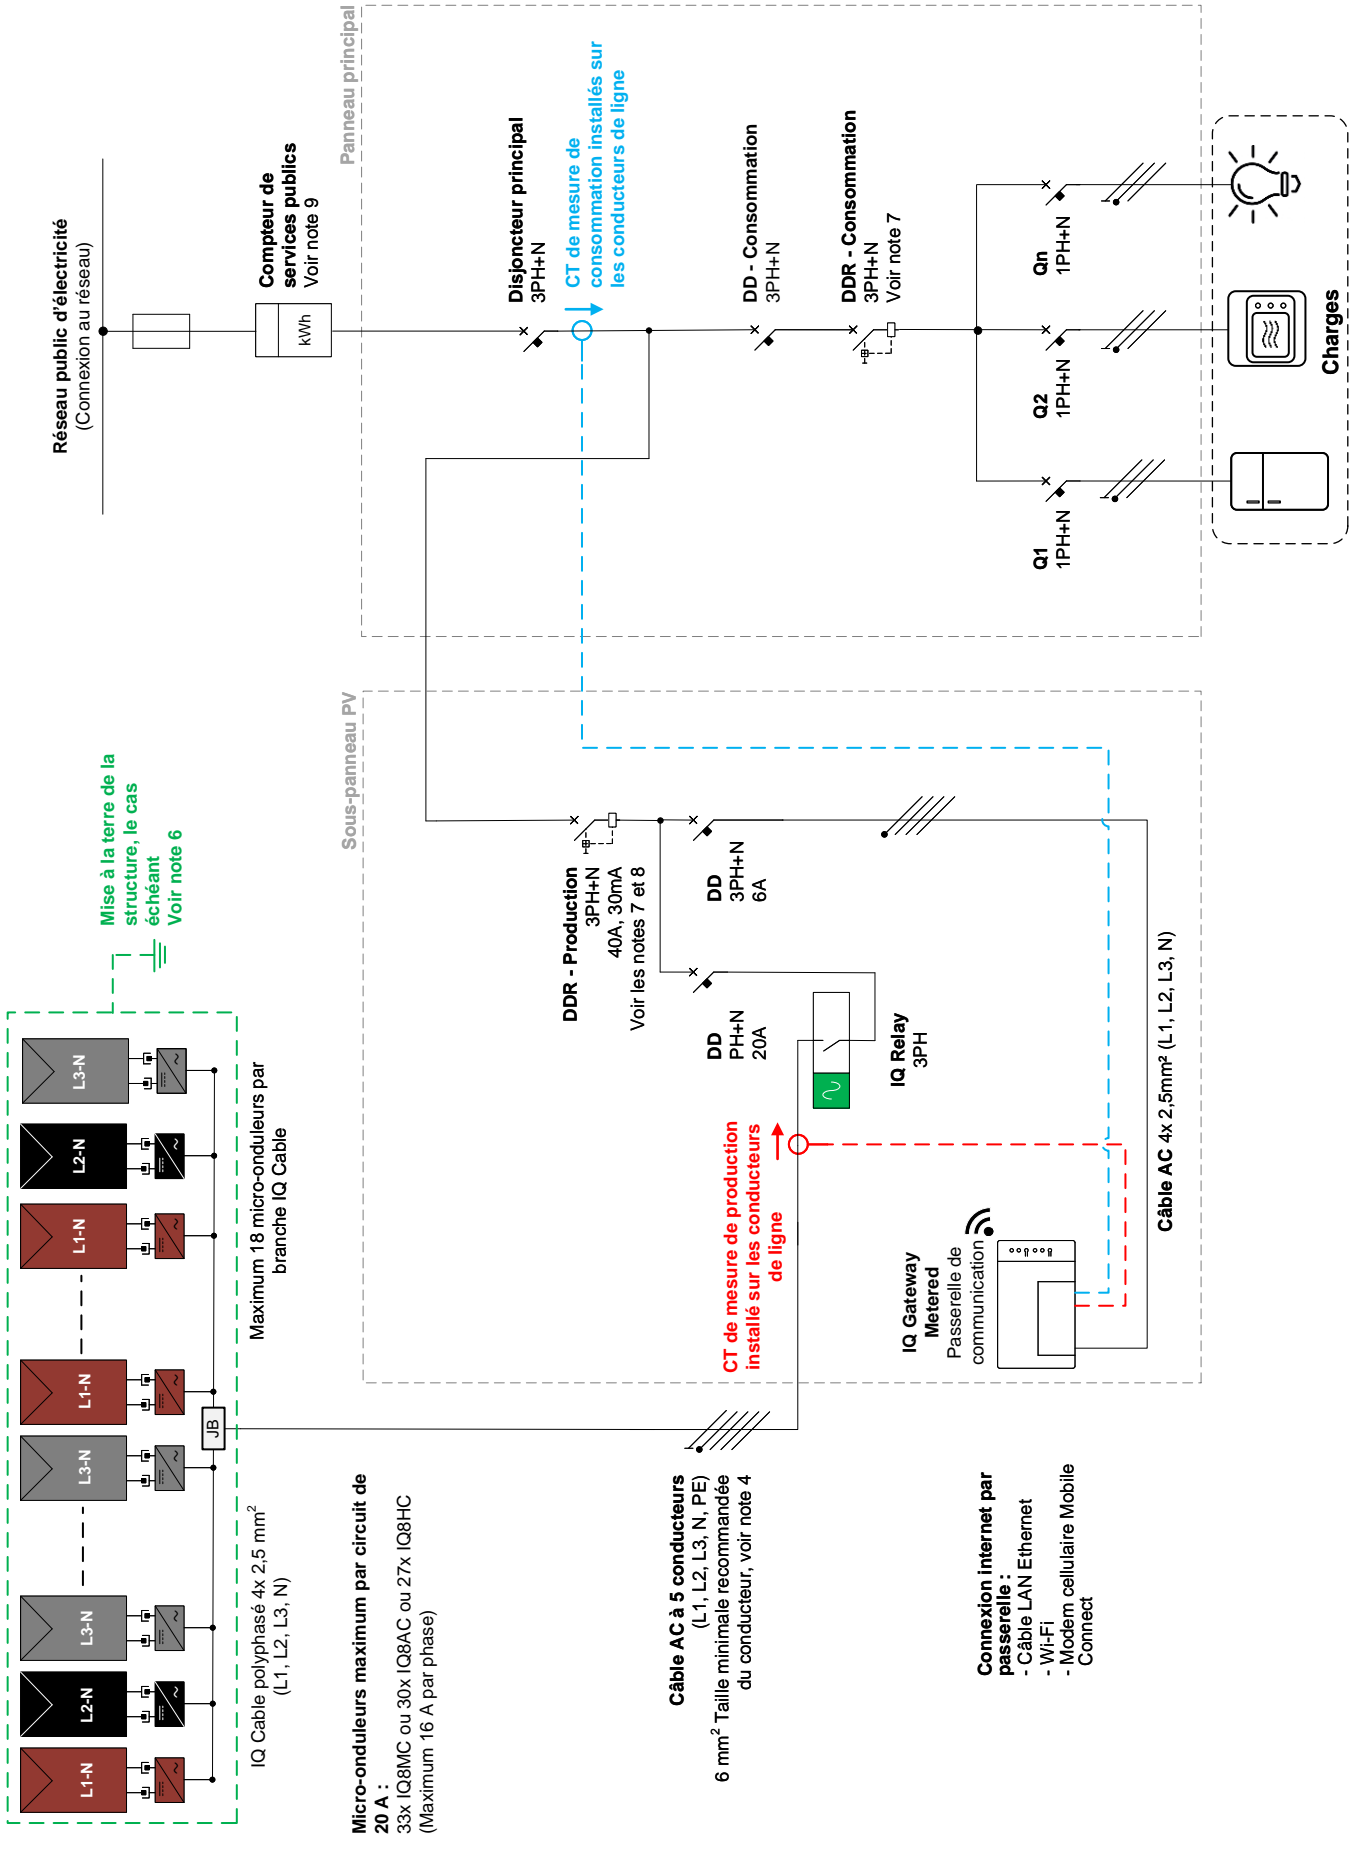 Réseau public d'électricité
(Connexion au réseau)
Compteur de
services publics
Voir note 9
kWh
Panneau principal
Disjoncteur principal
3PH+N
CT de mesure de
consommation installés sur
les conducteurs de ligne
DD - Consommation
3PH+N
DDR - Consommation
3PH+N
Voir note 7
Q1
1PH+N
Q2
1PH+N
Qn
1PH+N
Charges
Mise à la terre de la
structure, le cas
échéant
Voir note 6
Sous-panneau PV
DDR - Production
3PH+N
40A, 30mA
Voir les notes 7 et 8
DD
3PH+N
6A
DD
PH+N
20A
IQ Relay
3PH
CT de mesure de production
installé sur les conducteurs
de ligne
IQ Gateway
Metered
Passerelle de
communication
Câble AC 4x 2,5mm² (L1, L2, L3, N)
L1-N
L2-N
L3-N
L3-N
L1-N
L1-N
L2-N
L3-N
JB
IQ Cable polyphasé 4x 2,5 mm²
(L1, L2, L3, N)
Maximum 18 micro-onduleurs par
branche IQ Cable
Micro-onduleurs maximum par circuit de
20 A :
33x IQ8MC ou 30x IQ8AC ou 27x IQ8HC
(Maximum 16 A par phase)
Câble AC à 5 conducteurs
(L1, L2, L3, N, PE)
6 mm² Taille minimale recommandée
du conducteur, voir note 4
Connexion internet par
passerelle :
- Câble LAN Ethernet
- Wi-Fi
- Modem cellulaire Mobile
Connect